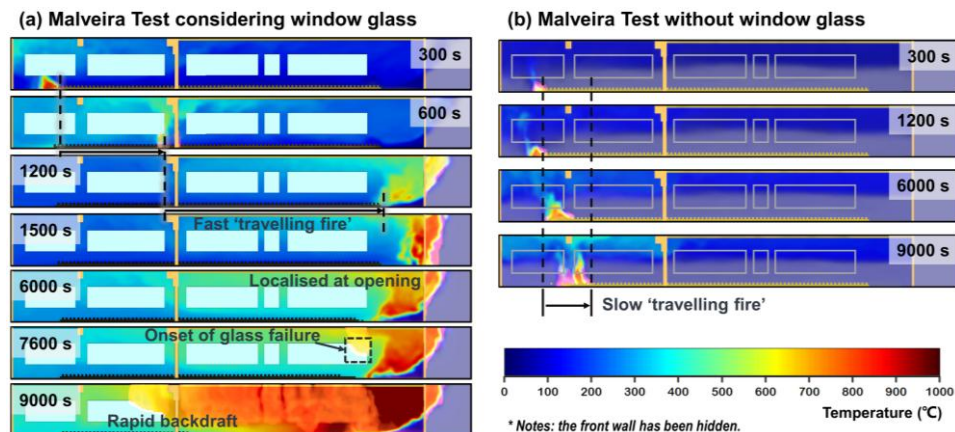 (a) Malveira Test considering window glass
300 s
600 s
1200 s
Fast ‘travelling fire’
1500 s
6000 s
Localised at opening
7600 s
Onset of glass failure
9000 s
Rapid backdraft
(b) Malveira Test without window glass
300 s
1200 s
6000 s
9000 s
Slow ‘travelling fire’
0 100 200 300 400 500 600 700 800 900 1000
Temperature (℃)
* Notes: the front wall has been hidden.